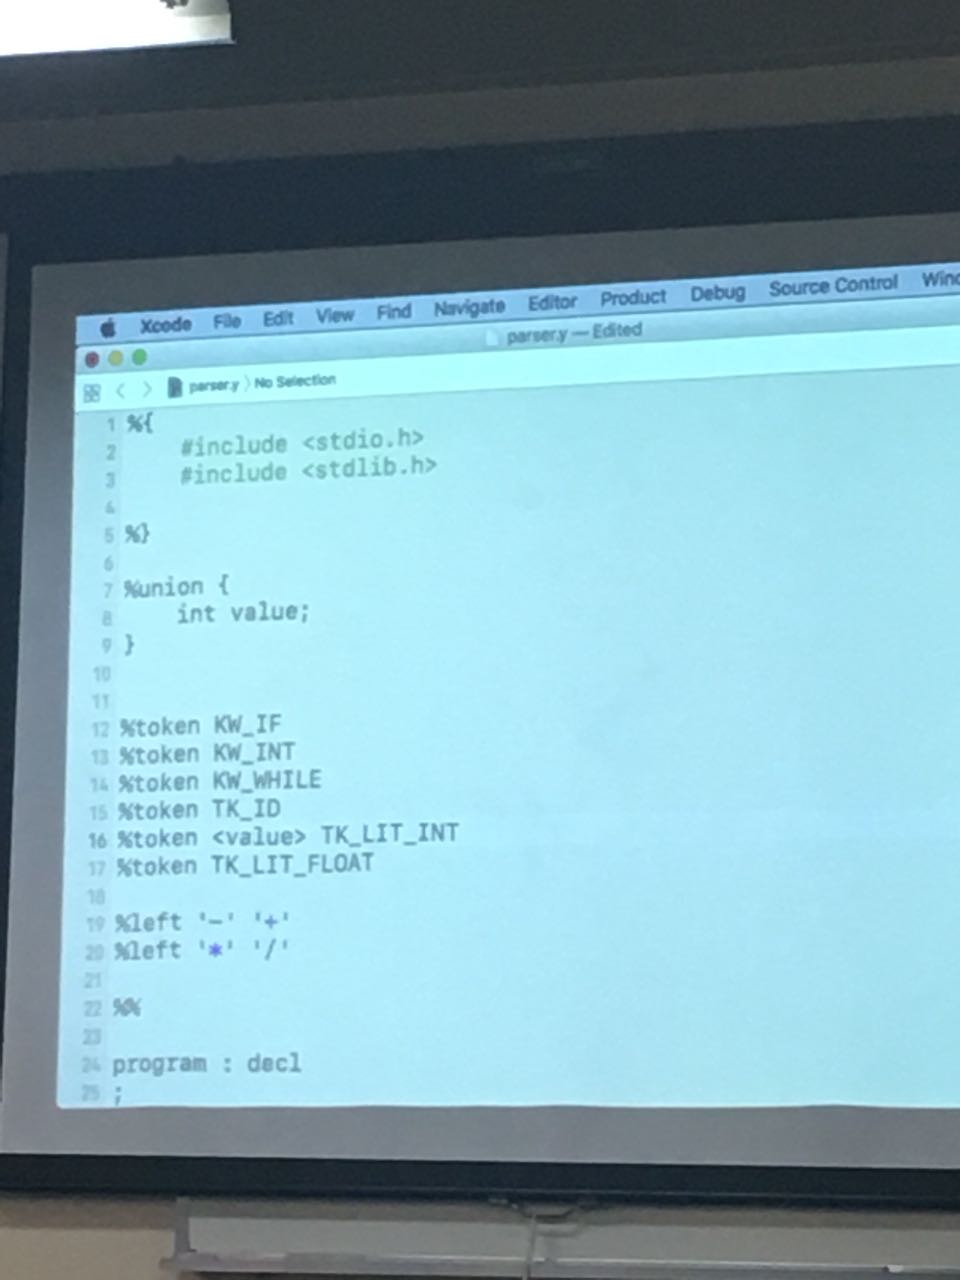 Xcode File Edit View Find Navigate Editor Product Debug Source Control
parser.y — Edited
parser.y No Selection
1 %{
2 #include <stdio.h>
3 #include <stdlib.h>
4
5 %}
6
7 %union {
8 int value;
9 }
10
11
12 %token KW_IF
13 %token KW_INT
14 %token KW_WHILE
15 %token TK_ID
16 %token <value> TK_LIT_INT
17 %token TK_LIT_FLOAT
18
19 %left '-' '+'
20 %left '*' '/'
21
22 %%
23
24 program : decl
25 ;